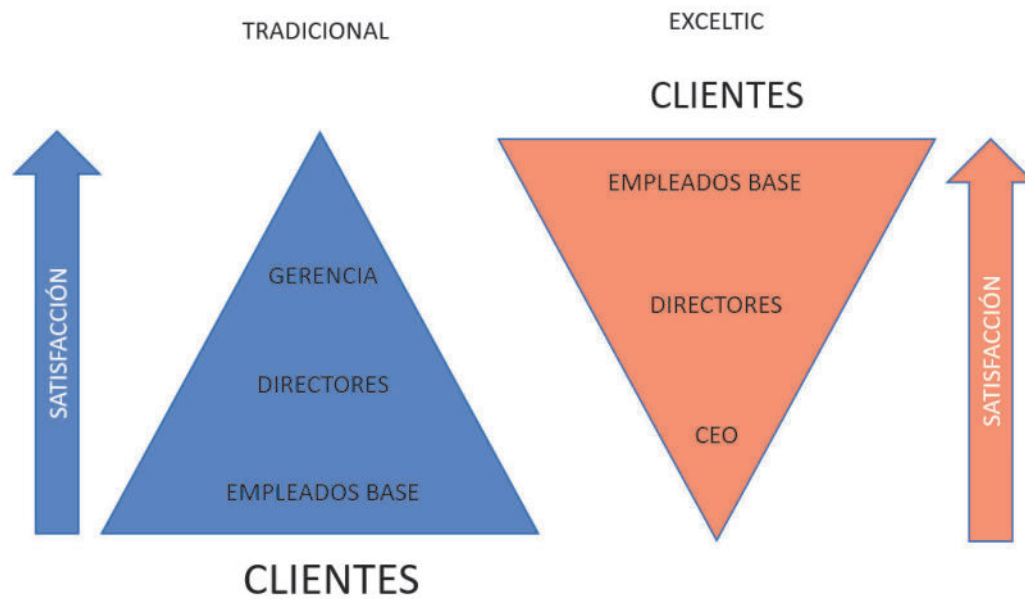 TRADICIONAL
SATISFACCIÓN
GERENCIA
DIRECTORES
EMPLEADOS BASE
CLIENTES
EXCELTIC
CLIENTES
EMPLEADOS BASE
DIRECTORES
CEO
SATISFACCIÓN